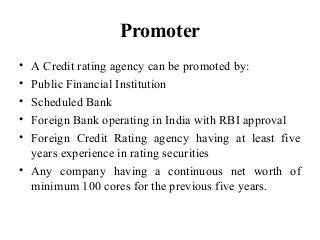 Promoter
• A Credit rating agency can be promoted by:
• Public Financial Institution
• Scheduled Bank
• Foreign Bank operating in India with RBI approval
• Foreign Credit Rating agency having at least five
years experience in rating securities
• Any company having a continuous net worth of
minimum 100 cores for the previous five years.